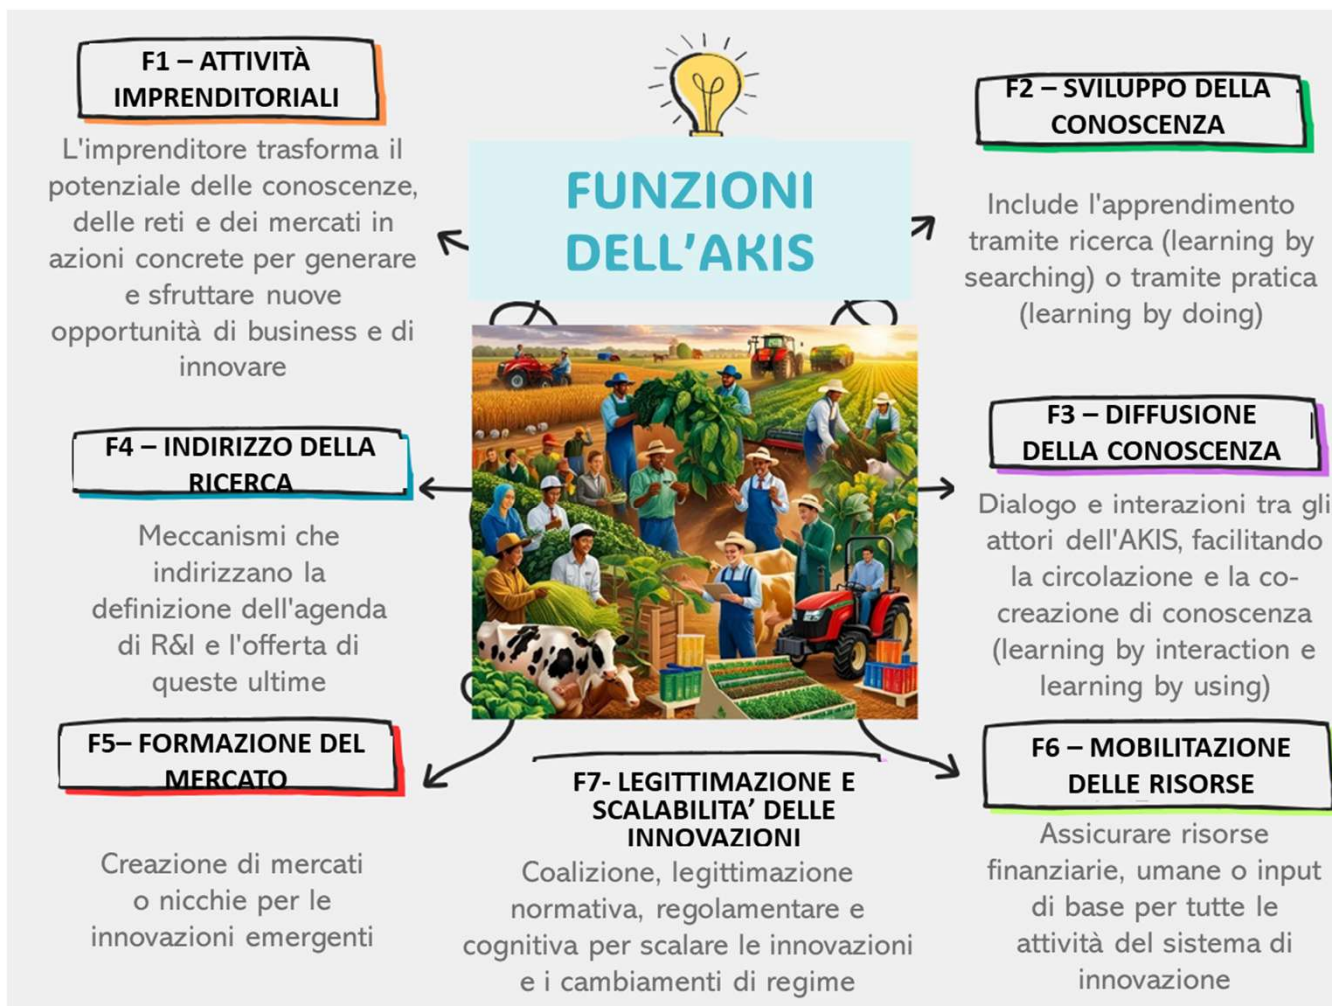 FUNZIONI
DELL'AKIS
F1 – ATTIVITÀ
IMPRENDITORIALI
L'imprenditore trasforma il
potenziale delle conoscenze,
delle reti e dei mercati in
azioni concrete per generare
e sfruttare nuove
opportunità di business e di
innovare
F2 – SVILUPPO DELLA
CONOSCENZA
Include l'apprendimento
tramite ricerca (learning by
searching) o tramite pratica
(learning by doing)
F3 – DIFFUSIONE
DELLA CONOSCENZA
Dialogo e interazioni tra gli
attori dell'AKIS, facilitando
la circolazione e la co-
creazione di conoscenza
(learning by interaction e
learning by using)
F4 – INDIRIZZO DELLA
RICERCA
Meccanismi che
indirizzano la
definizione dell'agenda
di R&I e l'offerta di
queste ultime
F5– FORMAZIONE DEL
MERCATO
Creazione di mercati
o nicchie per le
innovazioni emergenti
F6 – MOBILITAZIONE
DELLE RISORSE
Assicurare risorse
finanziarie, umane o input
di base per tutte le
attività del sistema di
innovazione
F7- LEGITTIMAZIONE E
SCALABILITA' DELLE
INNOVAZIONI
Coalizione, legittimazione
normativa, regolamentare e
cognitiva per scalare le innovazioni
e i cambiamenti di regime